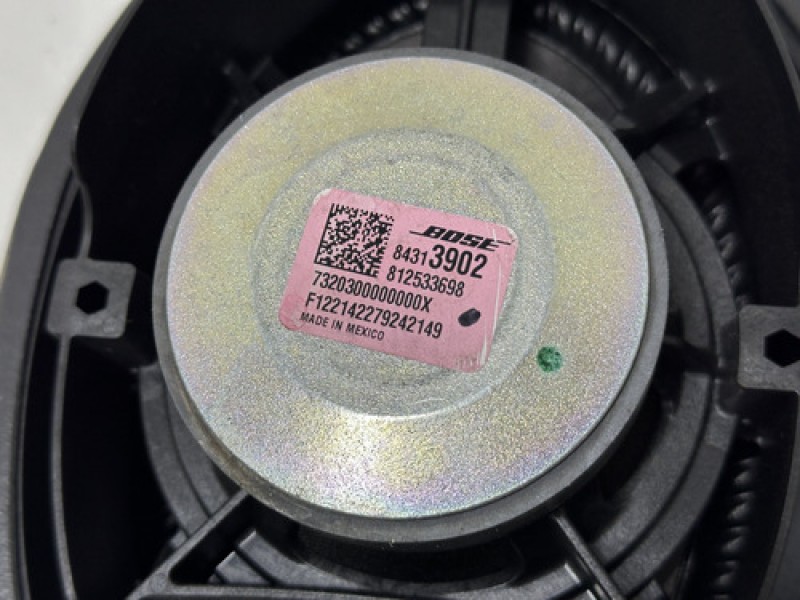 BOSE
84313902
812533698
7320300000000X
F122142279242149
MADE IN MEXICO